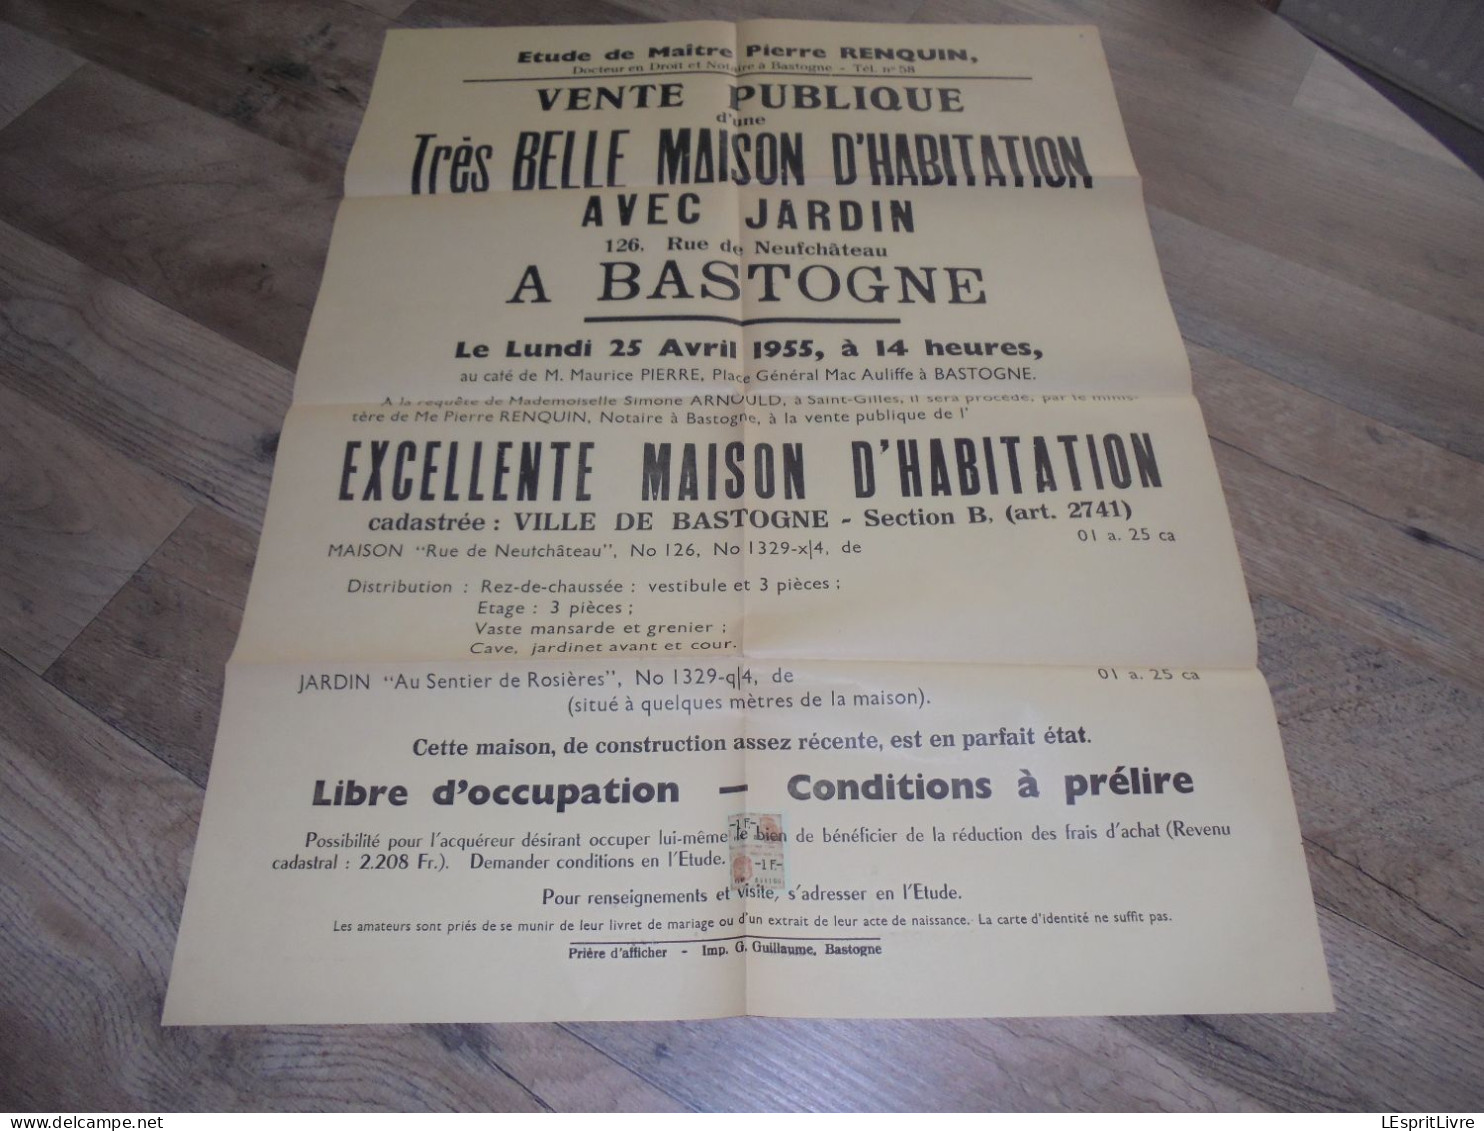 Etude de Maître Pierre RENQUIN,
Docteur en Droit et Notaire à Bastogne - Tél. n° 58
VENTE PUBLIQUE
d'une
Très BELLE MAISON D'HABITATION
AVEC JARDIN
126, Rue de Neufchâteau
A BASTOGNE
Le Lundi 25 Avril 1955, à 14 heures,
au café de M. Maurice PIERRE, Place Général Mac Auliffe à BASTOGNE.
A la requête de Mademoiselle Simone ARNOULD, à Saint-Gilles, il sera procédé, par le minis-
tère de Me Pierre RENQUIN, Notaire à Bastogne, à la vente publique de l'
EXCELLENTE MAISON D'HABITATION
cadastrée : VILLE DE BASTOGNE - Section B, (art. 2741)
MAISON "Rue de Neutchâteau", No 126, No 1329-x|4, de 01 a. 25 ca
Distribution : Rez-de-chaussée : vestibule et 3 pièces ;
Etage : 3 pièces ;
Vaste mansarde et grenier ;
Cave, jardinet avant et cour.
JARDIN "Au Sentier de Rosières", No 1329-q|4, de 01 a. 25 ca
(situé à quelques mètres de la maison).
Cette maison, de construction assez récente, est en parfait état.
Libre d'occupation - Conditions à prélire
Possibilité pour l'acquéreur désirant occuper lui-même le bien de bénéficier de la réduction des frais d'achat (Revenu
cadastral : 2.208 Fr.). Demander conditions en l'Etude.
-1 F.-
-1 F.-
Pour renseignements et visite, s'adresser en l'Etude.
Les amateurs sont priés de se munir de leur livret de mariage ou d'un extrait de leur acte de naissance. La carte d'identité ne suffit pas.
Prière d'afficher - Imp. G. Guillaume, Bastogne
LEspritLivre